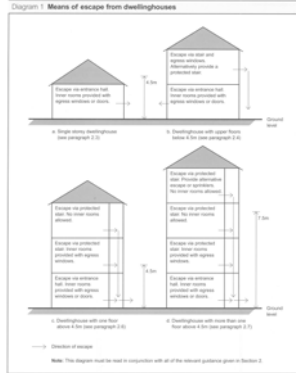 Diagram 1 Means of escape from dwellinghouses
Escape via entrance hall.
Inner rooms provided with
egress windows or doors.
4.5m
Escape via stair and
egress windows.
Alternatively provide a
protected stair.
Escape via entrance hall.
Inner rooms provided with
egress windows or doors.
Ground
level
a. Single storey dwellinghouse
(see paragraph 2.3)
b. Dwellinghouse with upper floors
below 4.5m (see paragraph 2.4)
Escape via protected
stair. No inner rooms
allowed.
Escape via protected
stair. Inner rooms
provided with egress
windows.
Escape via entrance
hall. Inner rooms
provided with egress
windows or doors.
4.5m
Escape via protected
stair. Provide alternative
escape or sprinklers.
No inner rooms allowed.
Escape via protected
stair. No inner rooms
allowed.
Escape via protected
stair. Inner rooms
provided with egress
windows.
Escape via entrance
hall. Inner rooms
provided with egress
windows or doors.
7.5m
Ground
level
c. Dwellinghouse with one floor
above 4.5m (see paragraph 2.6)
d. Dwellinghouse with more than one
floor above 4.5m (see paragraph 2.7)
Direction of escape
Note: This diagram must be read in conjunction with all of the relevant guidance given in Section 2.